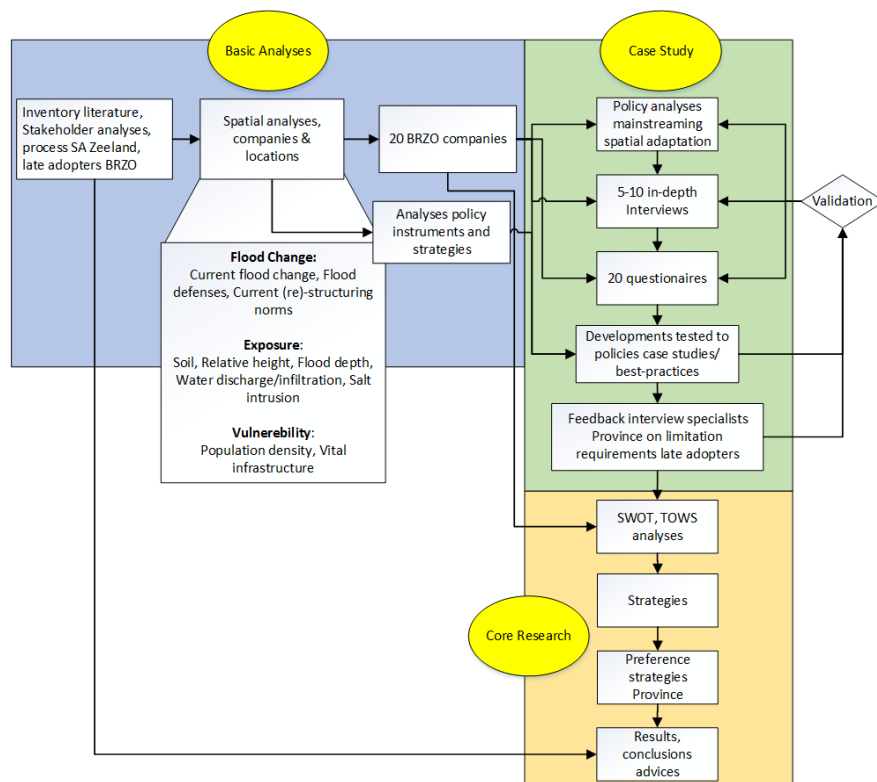 Basic Analyses
Case Study
Inventory literature,
Stakeholder analyses,
process SA Zeeland,
late adopters BRZO
Spatial analyses,
companies &
locations
20 BRZO companies
Policy analyses
mainstreaming
spatial adaptation
5-10 in-depth
Interviews
Validation
Analyses policy
instruments and
strategies
Flood Change:
Current flood change, Flood
defenses, Current (re)-structuring
norms
Exposure:
Soil, Relative height, Flood depth,
Water discharge/infiltration, Salt
intrusion
Vulnerebility:
Population density, Vital
infrastructure
20 questionaires
Developments tested to
policies case studies/
best-practices
Feedback interview specialists
Province on limitation
requirements late adopters
SWOT, TOWS
analyses
Strategies
Core Research
Preference
strategies
Province
Results,
conclusions
advices